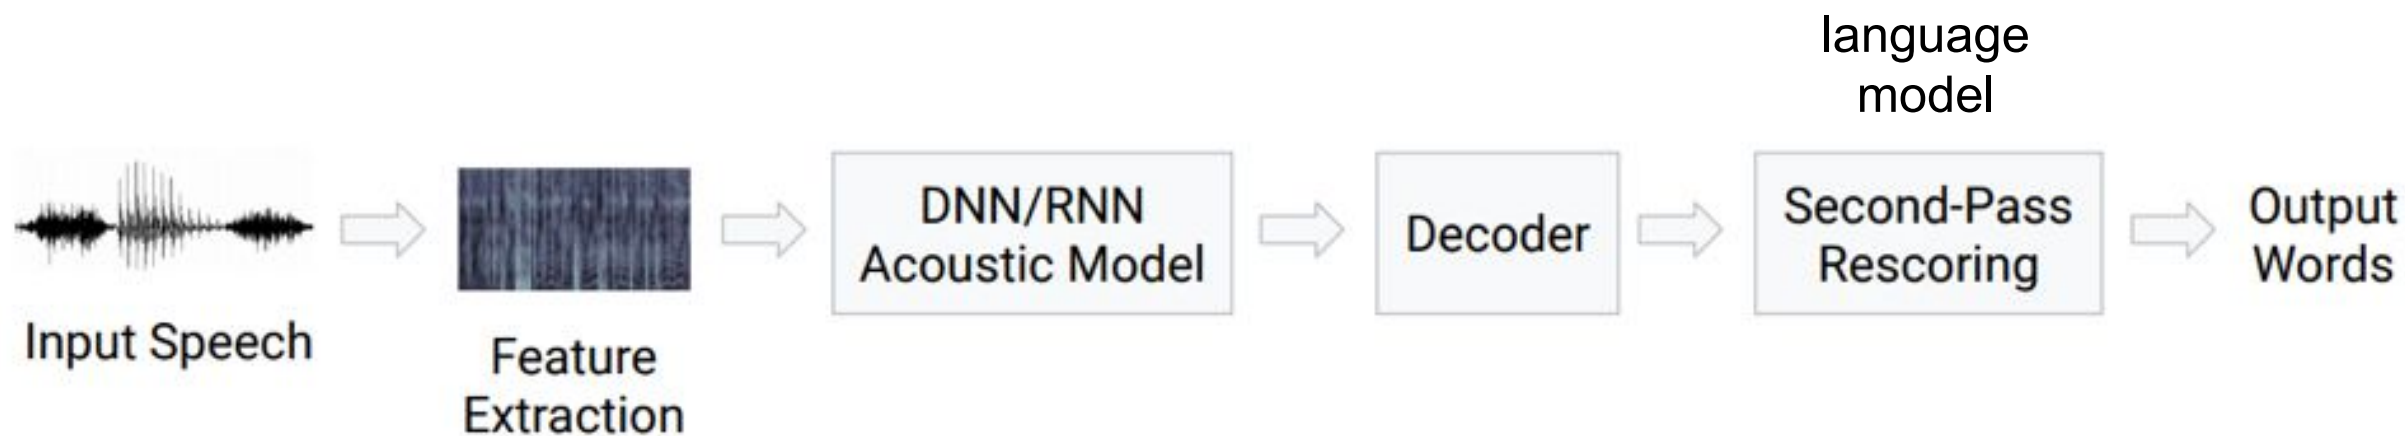 Input Speech
Feature
Extraction
DNN/RNN
Acoustic Model
Decoder
language
model
Second-Pass
Rescoring
Output
Words